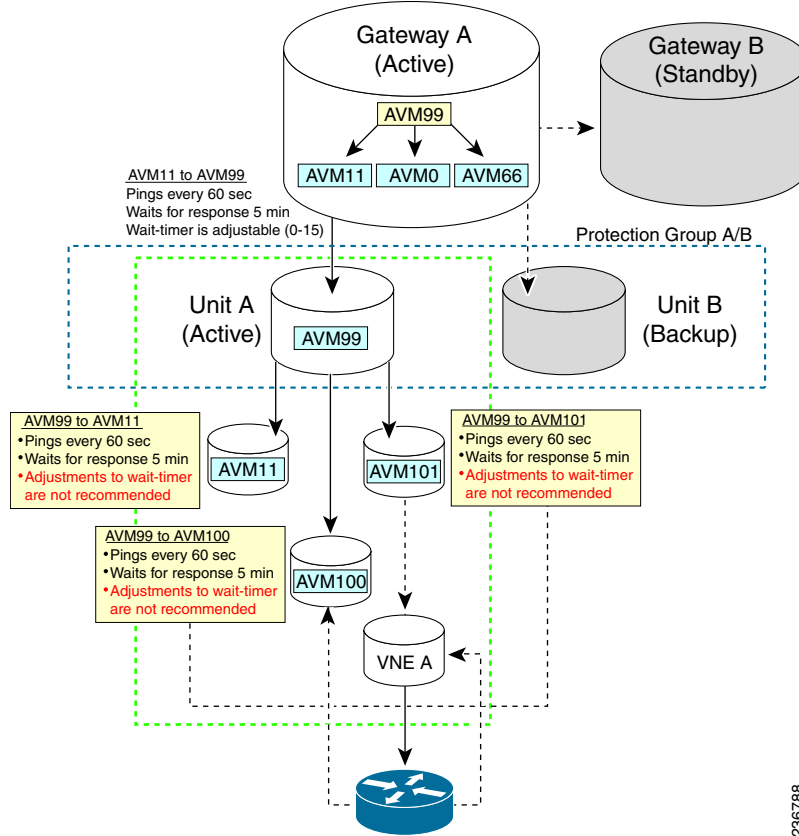 Gateway A
(Active)
Gateway B
(Standby)
AVM99
AVM11
AVM0
AVM66
AVM11 to AVM99
Pings every 60 sec
Waits for response 5 min
Wait-timer is adjustable (0-15)
Protection Group A/B
Unit A
(Active)
AVM99
Unit B
(Backup)
AVM99 to AVM11
•Pings every 60 sec
•Waits for response 5 min
•Adjustments to wait-timer
are not recommended
AVM11
AVM101
AVM99 to AVM101
•Pings every 60 sec
•Waits for response 5 min
•Adjustments to wait-timer
are not recommended
AVM99 to AVM100
•Pings every 60 sec
•Waits for response 5 min
•Adjustments to wait-timer
are not recommended
AVM100
VNE A
236788